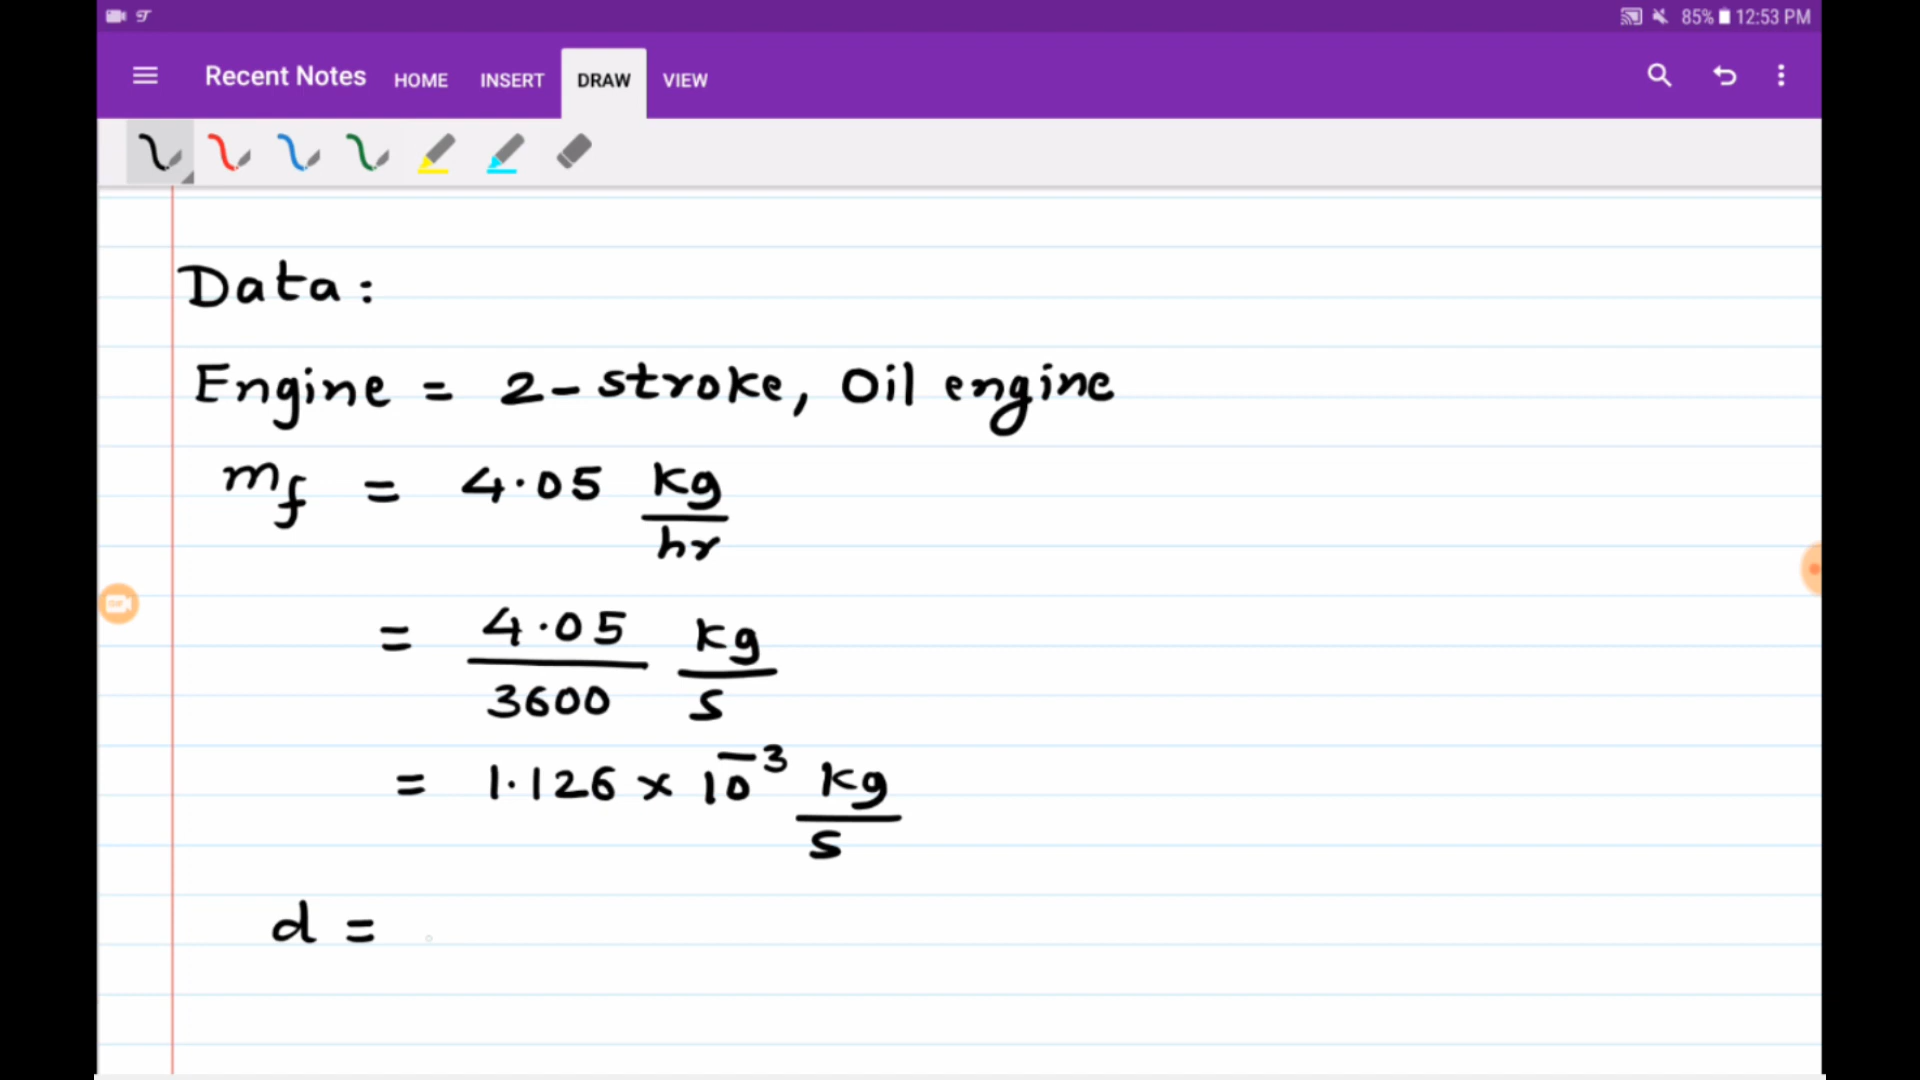 85% 12:53 PM
Recent Notes HOME INSERT DRAW VIEW
Data:
Engine = 2-stroke, Oil engine
mf = 4.05 kg/hr
= 4.05/3600 kg/s
= 1.126 x 10^-3 kg/s
d =